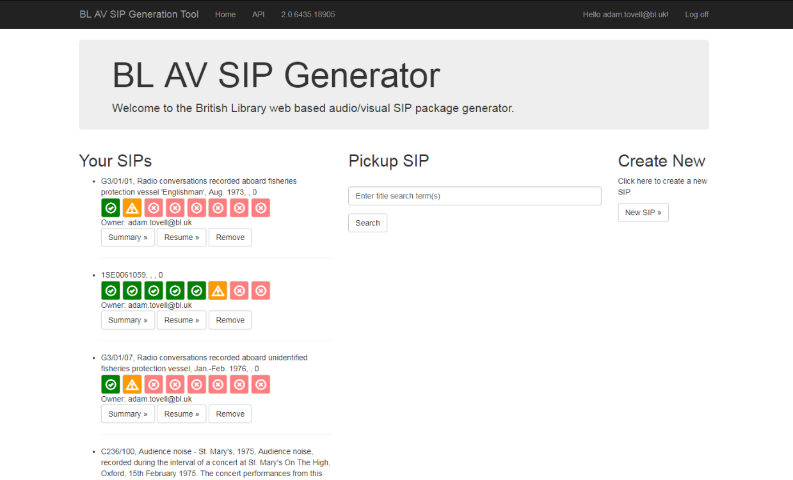 BL AV SIP Generation Tool Home API 2.0.6435.18905 Hello adam.tovell@bl.uk! Log off
BL AV SIP Generator
Welcome to the British Library web based audio/visual SIP package generator.
Your SIPs
G3/01/01, Radio conversations recorded aboard fisheries
protection vessel 'Englishman', Aug. 1973, , 0
Owner: adam.tovell@bl.uk
Summary » Resume » Remove
1SE0061059, , , 0
Owner: adam.tovell@bl.uk
Summary » Resume » Remove
G3/01/07, Radio conversations recorded aboard unidentified
fisheries protection vessel, Jan.-Feb. 1976, , 0
Owner: adam.tovell@bl.uk
Summary » Resume » Remove
C236/100, Audience noise - St. Mary's, 1975, Audience noise,
recorded during the interval of a concert at St. Mary's On The High,
Oxford, 15th February 1975. The concert performances from this
Pickup SIP
Enter title search term(s)
Search
Create New
Click here to create a new
SIP.
New SIP »